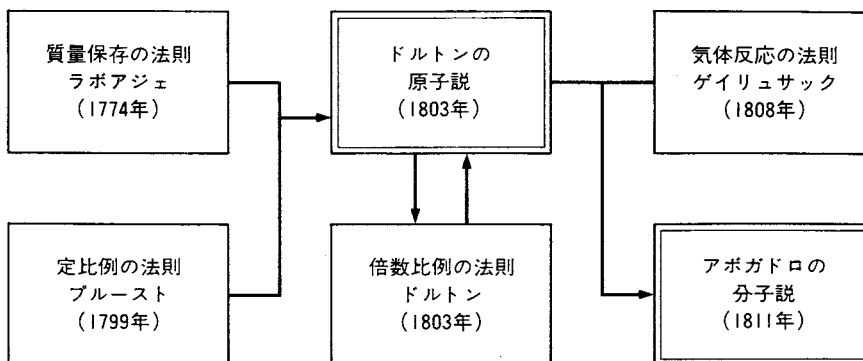 質量保存の法則
ラボアジェ
(1774年)
ドルトンの
原子説
(1803年)
気体反応の法則
ゲイリュサック
(1808年)
定比例の法則
プルースト
(1799年)
倍数比例の法則
ドルトン
(1803年)
アボガドロの
分子説
(1811年)